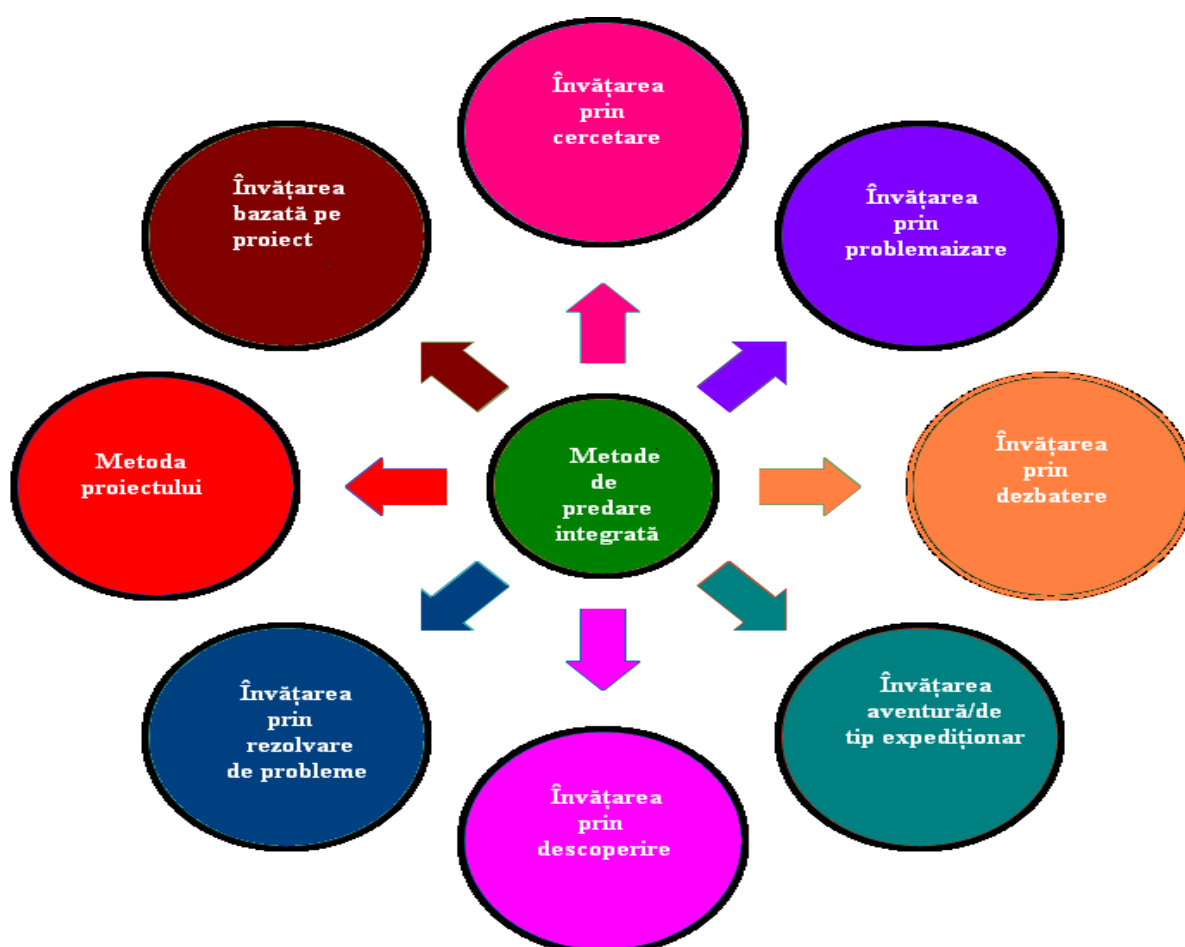 Învățarea
prin
cercetare
Învățarea
bazată pe
proiect
Învățarea
prin
problemaizare
Metoda
proiectului
Metode
de
predare
integrată
Învățarea
prin
dezbatere
Învățarea
prin
rezolvare
de probleme
Învățarea
aventură/de
tip expediționar
Învățarea
prin
descoperire